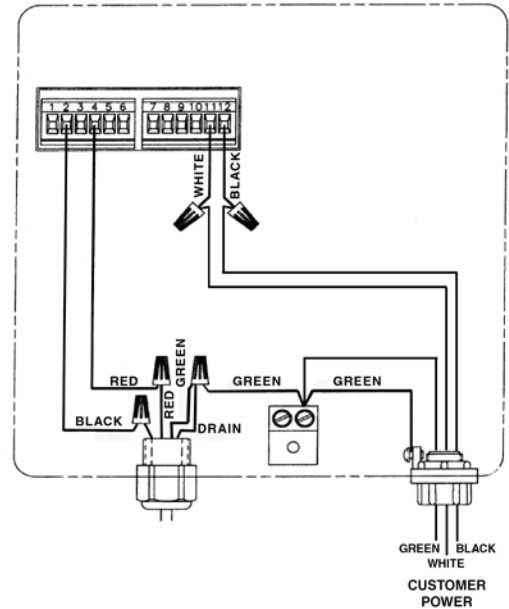 1 2 3 4 5 6
7 8 9 10 11 12
WHITE
BLACK
RED
GREEN
RED
GREEN
GREEN
BLACK
DRAIN
GREEN
BLACK
WHITE
CUSTOMER
POWER